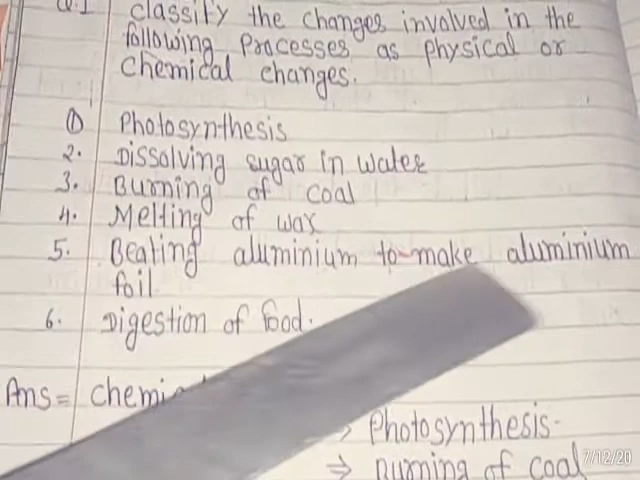 Q.1 classify the changes involved in the
following Processes as physical or
chemical changes.
① Photosynthesis
2. Dissolving sugar in water
3. Burning of coal
4. Melting of wax
5. Beating aluminium to make aluminium
foil
6. Digestion of food.
Ans = chemi
⇒ Photosynthesis-
⇒ Burning of coal
7/12/20